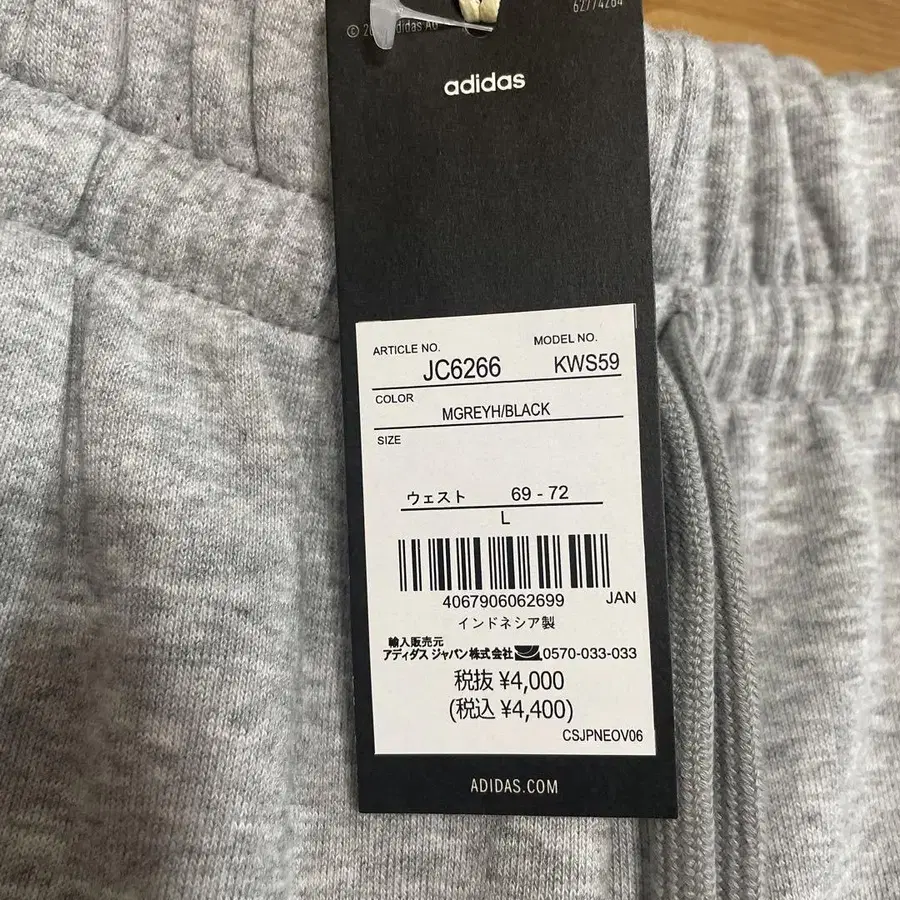 62774264
adidas
ARTICLE NO.
MODEL NO.
JC6266
KWS59
COLOR
MGREYH/BLACK
SIZE
ウェスト 69 - 72
L
4067906062699 JAN
インドネシア製
輸入販売元
アディダス ジャパン株式会社 0570-033-033
税抜 ¥4,000
(税込 ¥4,400)
CSJPNEOV06
ADIDAS.COM